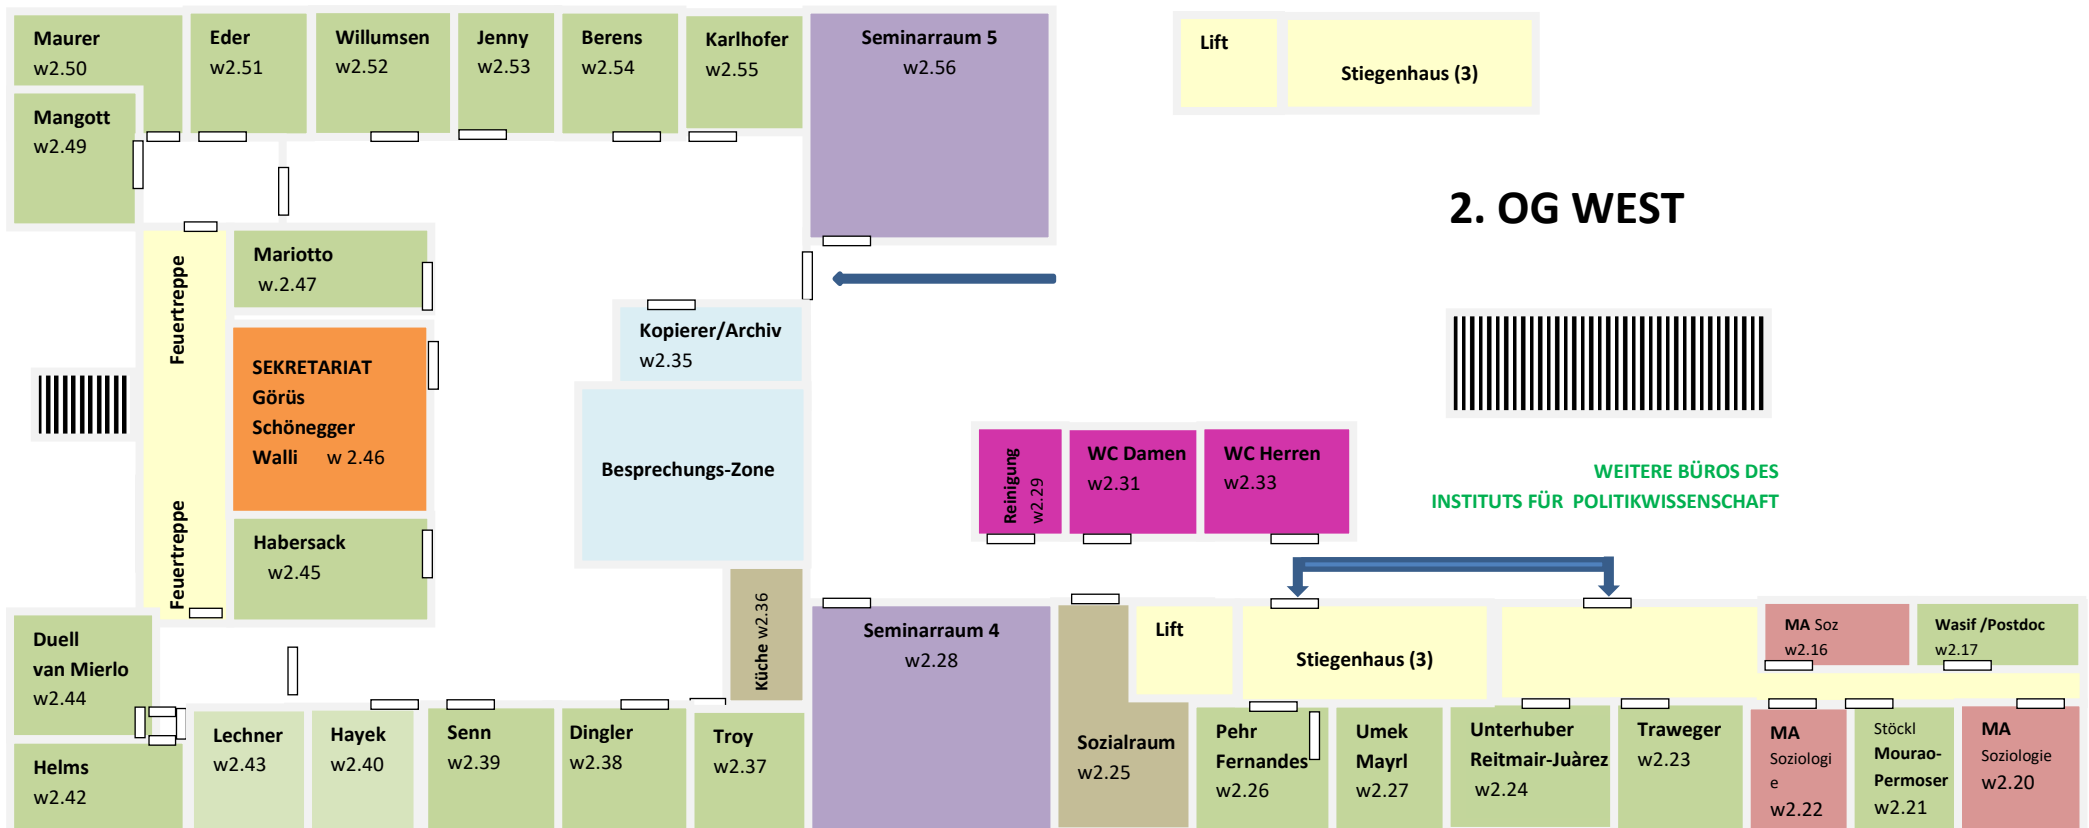 Maurer
w2.50
Eder
w2.51
Willumsen
w2.52
Jenny
w2.53
Berens
w2.54
Karlhofer
w2.55
Seminarraum 5
w2.56
Lift
Stiegenhaus (3)
Mangott
w2.49
2. OG WEST
Feuertreppe
Mariotto
w.2.47
Kopierer/Archiv
w2.35
SEKRETARIAT
Görüs
Schönegger
Walli w 2.46
Besprechungs-Zone
Reinigung
w2.29
WC Damen
w2.31
WC Herren
w2.33
WEITERE BÜROS DES
INSTITUTS FÜR POLITIKWISSENSCHAFT
Feuertreppe
Habersack
w2.45
Küche w2.36
Duell
van Mierlo
w2.44
Seminarraum 4
w2.28
Lift
Stiegenhaus (3)
MA Soz
w2.16
Wasif /Postdoc
w2.17
Helms
w2.42
Lechner
w2.43
Hayek
w2.40
Senn
w2.39
Dingler
w2.38
Troy
w2.37
Sozialraum
w2.25
Pehr
Fernandes
w2.26
Umek
Mayrl
w2.27
Unterhuber
Reitmair-Juàrez
w2.24
Traweger
w2.23
MA
Soziologi
e
w2.22
Stöckl
Mourao-
Permoser
w2.21
MA
Soziologie
w2.20